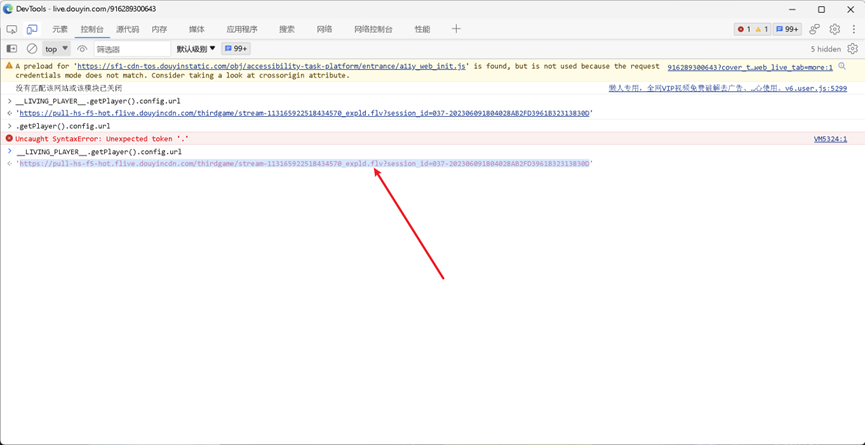 DevTools - live.douyin.com/916289300643
元素 控制台 源代码 内存 媒体 应用程序 搜索 网络 网络控制台 性能 1 1 99+
top 筛选器 默认级别 99+ 5 hidden
A preload for 'https://sf1-cdn-tos.douyinstatic.com/obj/accessibility-task-platform/entrance/a11y_web_init.js' is found, but is not used because the request 916289300643?cover_t…web_live_tab=more:1
credentials mode does not match. Consider taking a look at crossorigin attribute.
没有匹配该网站或该模块已关闭 懒人专用，全网VIP视频免费破解去广告、…心使用。v6.user.js:5299
> __LIVING_PLAYER__.getPlayer().config.url
'https://pull-hs-f5-hot.flive.douyincdn.com/thirdgame/stream-113165922518434570_expld.flv?session_id=037-202306091804028AB2FD3961B32313830D'
> .getPlayer().config.url
Uncaught SyntaxError: Unexpected token '.' VM5324:1
> __LIVING_PLAYER__.getPlayer().config.url
'https://pull-hs-f5-hot.flive.douyincdn.com/thirdgame/stream-113165922518434570_expld.flv?session_id=037-202306091804028AB2FD3961B32313830D'